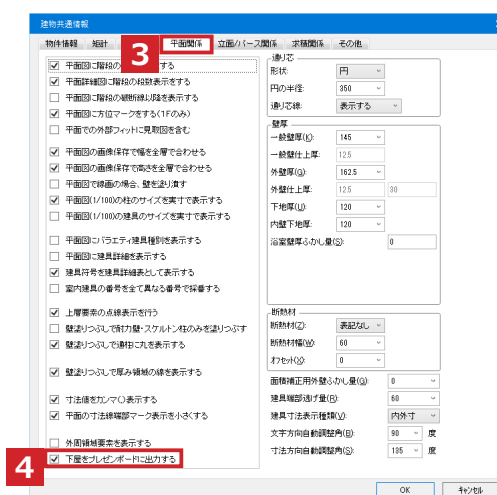 建物共通情報
物件情報 矩計 平面関係 立面/パース関係 求積関係 その他
3
平面図に階段の する
平面詳細図に階段の段数表示をする
平面図に階段の破断線以降を表示する
平面図に方位マークをする(1Fのみ)
平面での外部フィットに見取図を含む
平面図の画像保存で幅を全層で合わせる
平面図の画像保存で高さを全層で合わせる
平面図で線画の場合、壁を塗り潰す
平面図(1/100)の柱のサイズを実寸で表示する
平面図(1/100)の建具のサイズを実寸で表示する
平面図にバラエティ建具種別を表示する
平面図に建具詳細を表示する
建具符号を建具詳細表として表示する
室内建具の番号を全て異なる番号で採番する
上層要素の点線表示を行う
壁塗りつぶしで耐力壁・スケルトン柱のみを塗りつぶす
壁塗りつぶしで通柱に丸を表示する
壁塗りつぶしで厚み領域の線を表示する
寸法値をカンマ()表示する
平面の寸法線端部マーク表示を小さくする
外周領域要素を表示する
4
下屋をプレゼンボードに出力する
通り芯
形状: 円
円の半径: 350
通り芯線: 表示する
壁厚
一般壁厚(K): 145
一般壁仕上厚: 12.5
外壁厚(G): 162.5
外壁仕上厚: 12.5 30
下地厚(U): 120
内壁下地厚: 120
浴室壁厚ふかし量(S): 0
断熱材
断熱材(Z): 表記なし
断熱材幅(W): 60
オフセット(X): 0
面積補正用外壁ふかし量(Q): 0
建具端部逃げ量(R): 60
建具寸法表示種類(V): 内外寸
文字方向自動調整角(B): 90 度
寸法方向自動調整角(S): 135 度
OK キャンセル